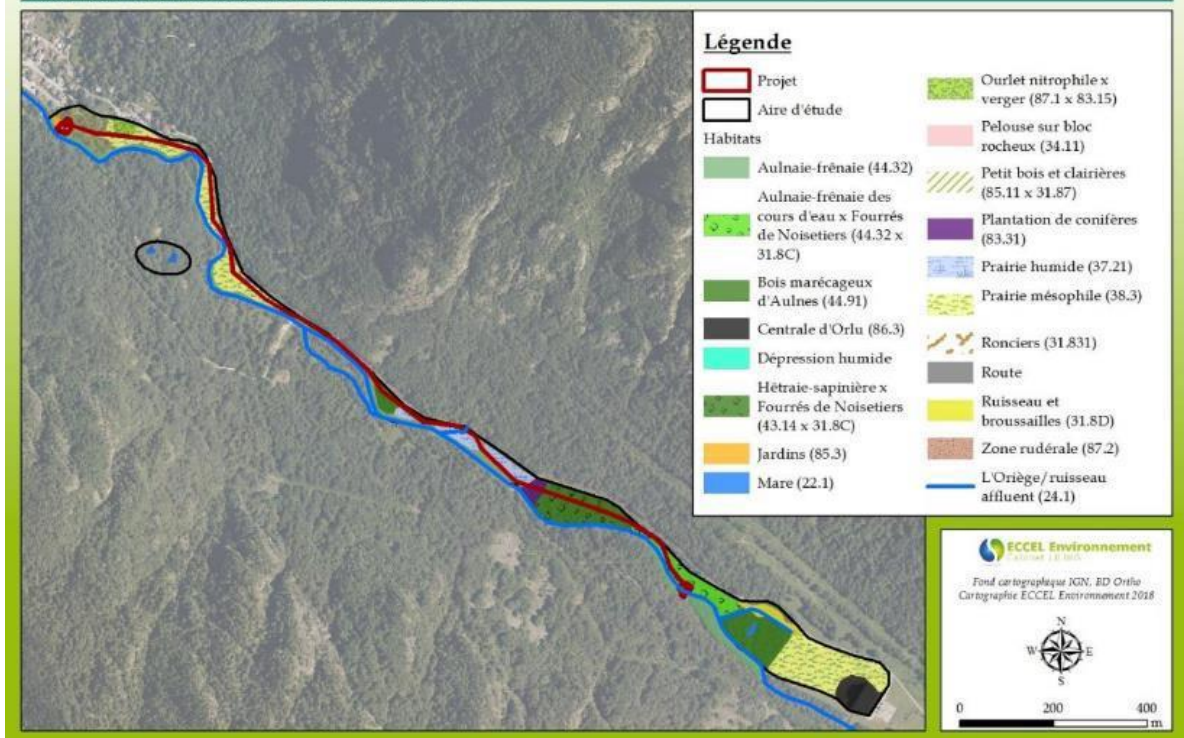 Légende
Projet
Aire d'étude
Habitats
Aulnaie-frênaie (44.32)
Aulnaie-frênaie des
cours d'eau x Fourrés
de Noisetiers (44.32 x
31.8C)
Bois marécageux
d'Aulnes (44.91)
Centrale d'Orlu (86.3)
Dépression humide
Hêtraie-sapinière x
Fourrés de Noisetiers
(43.14 x 31.8C)
Jardins (85.3)
Mare (22.1)
Ourlet nitrophile x
verger (87.1 x 83.15)
Pelouse sur bloc
rocheux (34.11)
Petit bois et clairières
(85.11 x 31.87)
Plantation de conifères
(83.31)
Prairie humide (37.21)
Prairie mésophile (38.3)
Ronciers (31.831)
Route
Ruisseau et
broussailles (31.8D)
Zone rudérale (87.2)
L'Oriège/ruisseau
affluent (24.1)
ECCEL Environnement
Fond cartographique IGN, BD Ortho
Cartographie ECCEL Environnement 2018
N
W E
S
0 200 400
m